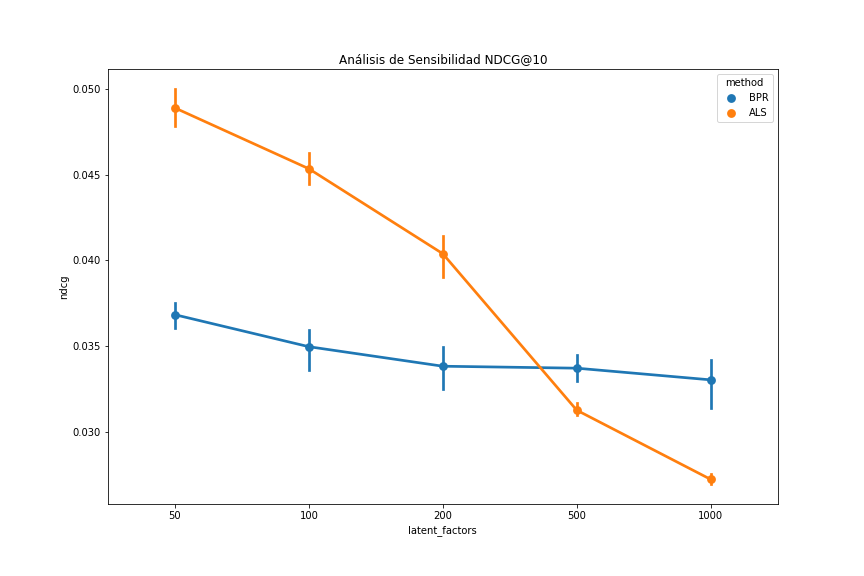 Análisis de Sensibilidad NDCG@10
method
BPR
ALS
0.050
0.045
0.040
0.035
0.030
ndcg
50 100 200 500 1000
latent_factors